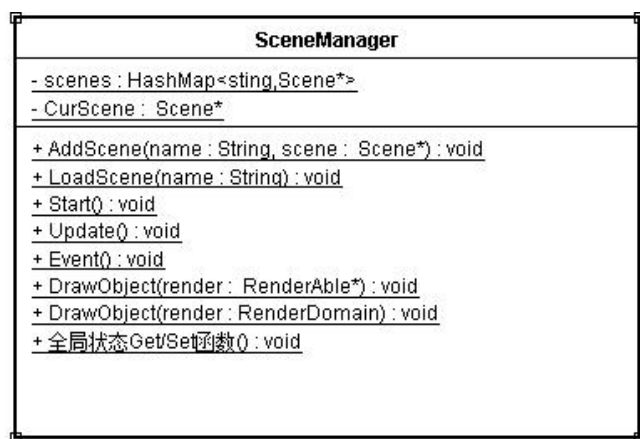 SceneManager
- scenes : HashMap<sting,Scene*>
- CurScene : Scene*
+ AddScene(name : String, scene : Scene*) : void
+ LoadScene(name : String) : void
+ Start() : void
+ Update() : void
+ Event() : void
+ DrawObject(render : RenderAble*) : void
+ DrawObject(render : RenderDomain) : void
+ 全局状态Get/Set函数() : void